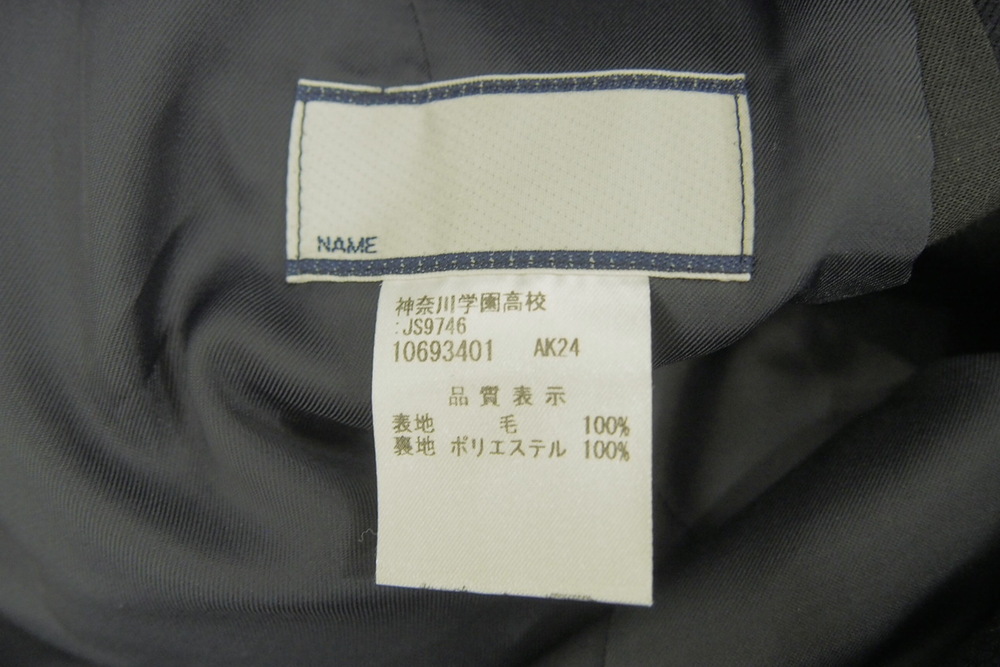 NAME
神奈川学園高校
:JS9746
10693401 AK24
品質表示
表地 毛 100%
裏地 ポリエステル 100%